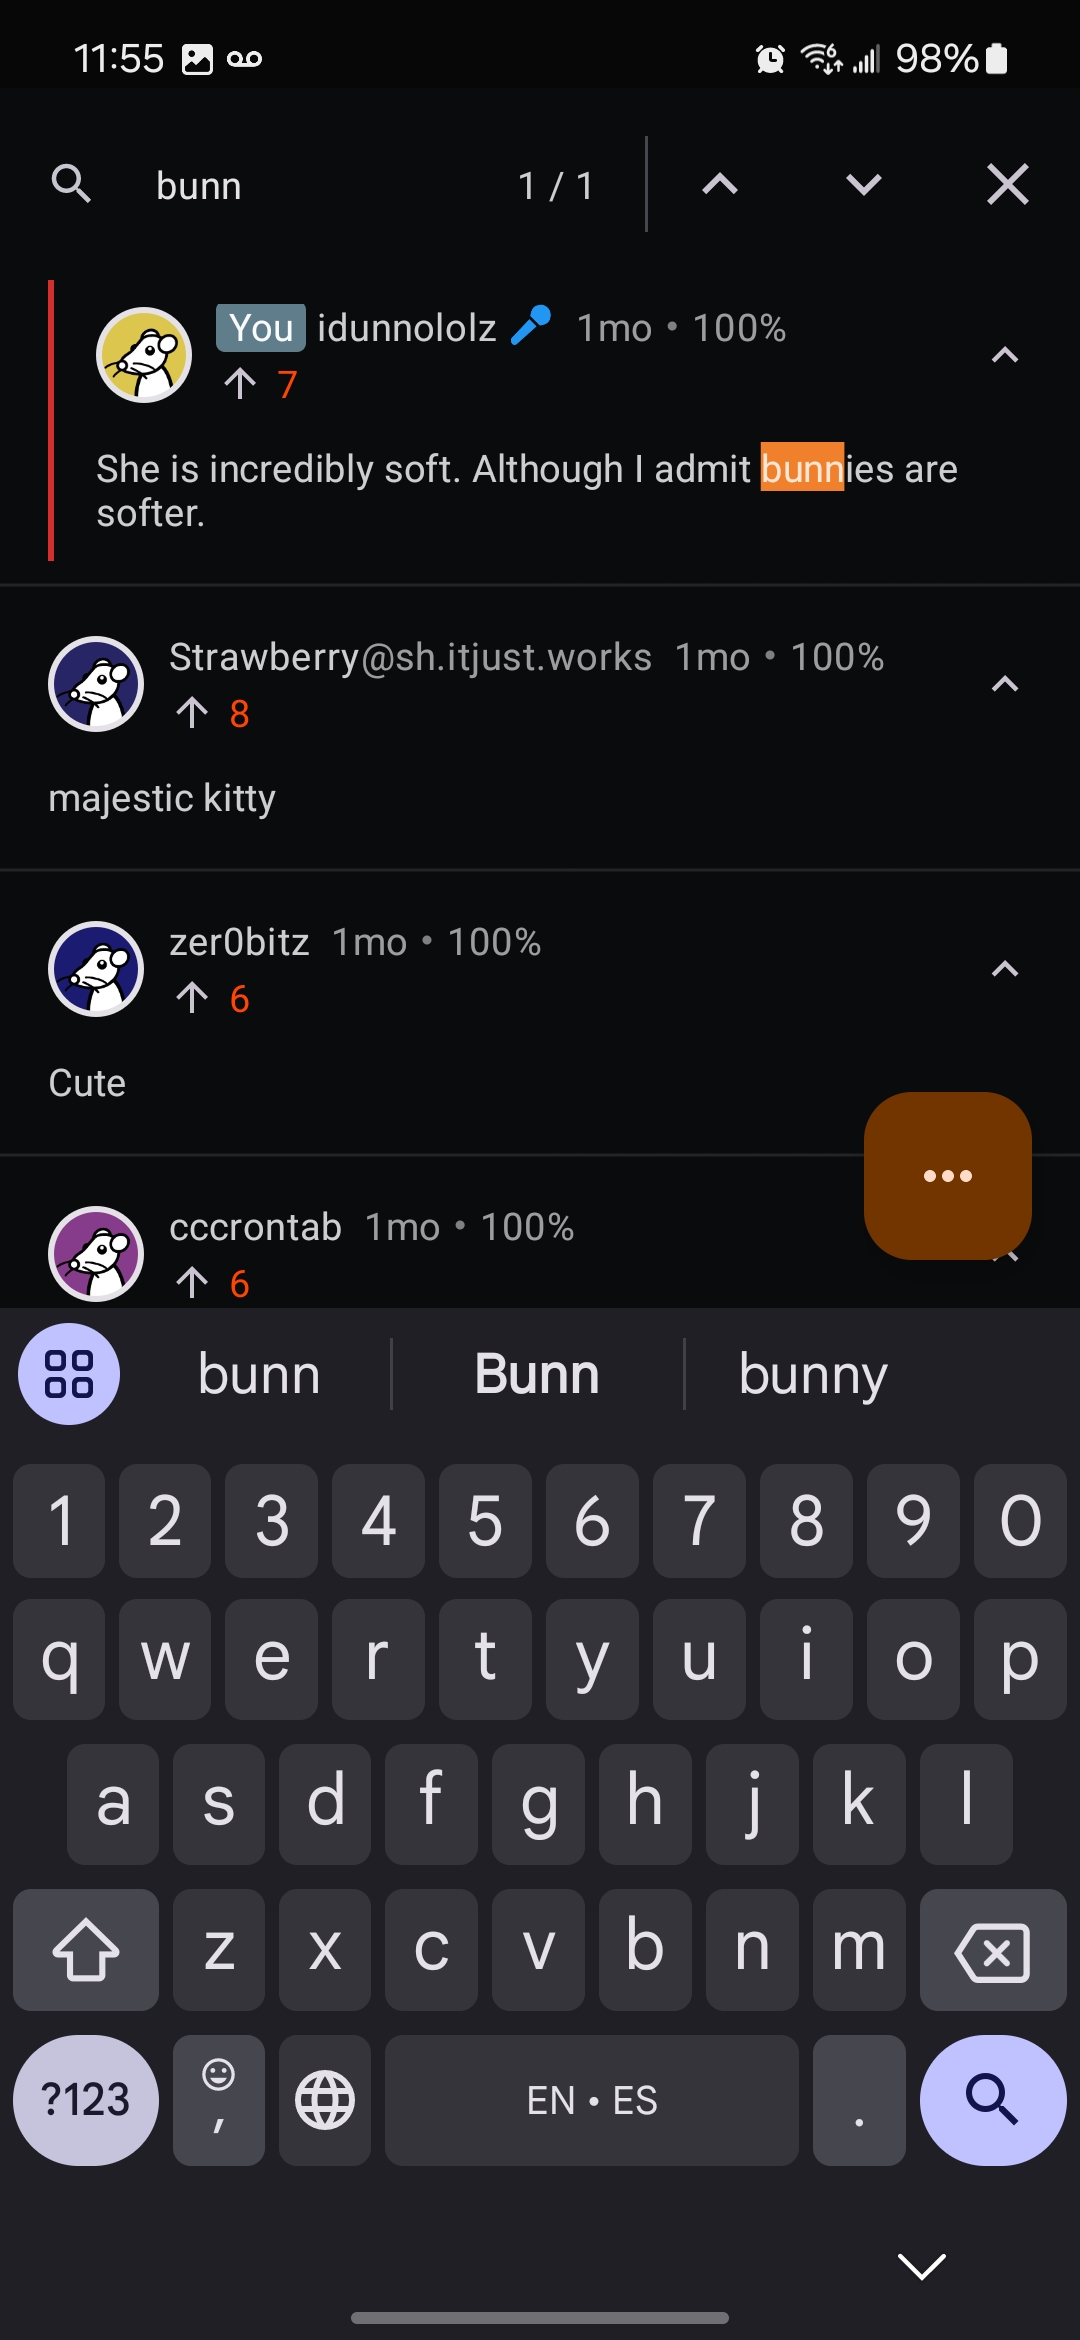 11:55 98%
bunn 1 / 1
You idunnololz 1mo • 100%
7
She is incredibly soft. Although I admit bunnies are
softer.
Strawberry@sh.itjust.works 1mo • 100%
8
majestic kitty
zer0bitz 1mo • 100%
6
Cute
cccrontab 1mo • 100%
6
bunn Bunn bunny
1 2 3 4 5 6 7 8 9 0
q w e r t y u i o p
a s d f g h j k l
z x c v b n m
?123 , EN • ES .